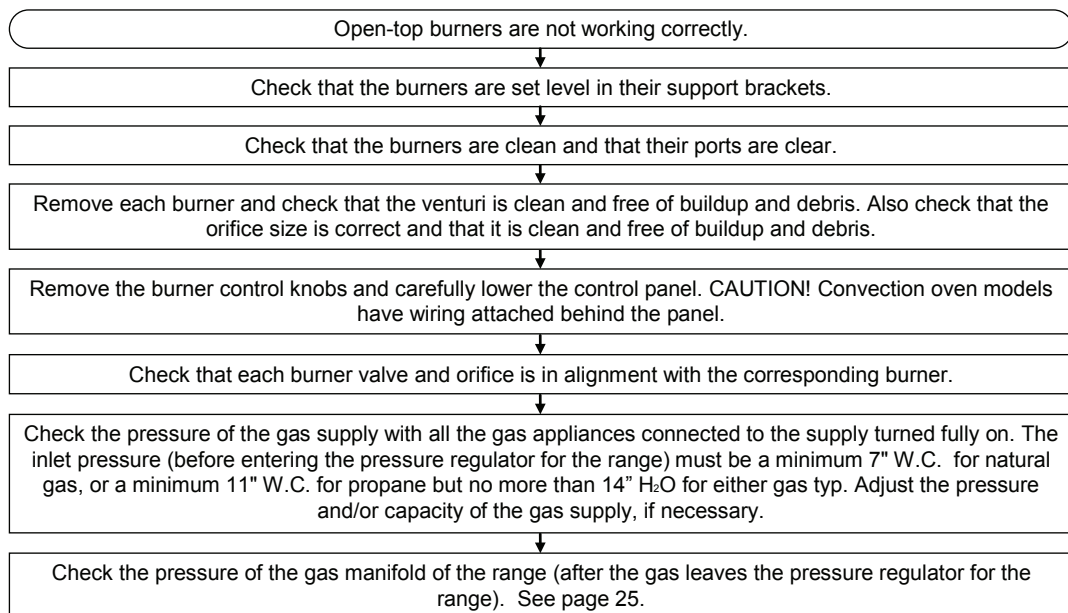 Open-top burners are not working correctly.
Check that the burners are set level in their support brackets.
Check that the burners are clean and that their ports are clear.
Remove each burner and check that the venturi is clean and free of buildup and debris. Also check that the
orifice size is correct and that it is clean and free of buildup and debris.
Remove the burner control knobs and carefully lower the control panel. CAUTION! Convection oven models
have wiring attached behind the panel.
Check that each burner valve and orifice is in alignment with the corresponding burner.
Check the pressure of the gas supply with all the gas appliances connected to the supply turned fully on. The
inlet pressure (before entering the pressure regulator for the range) must be a minimum 7" W.C. for natural
gas, or a minimum 11" W.C. for propane but no more than 14” H₂O for either gas typ. Adjust the pressure
and/or capacity of the gas supply, if necessary.
Check the pressure of the gas manifold of the range (after the gas leaves the pressure regulator for the
range). See page 25.